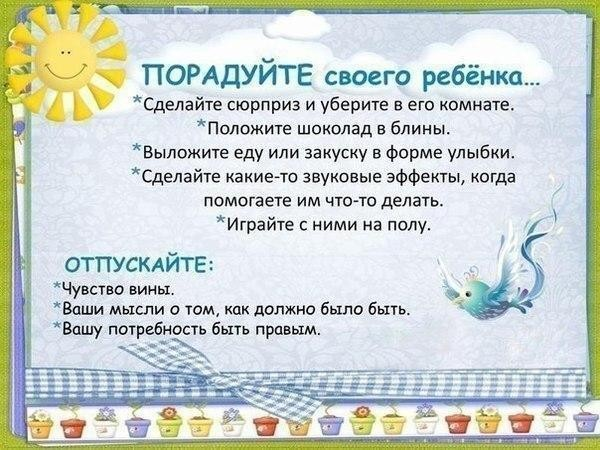 ПОРАДУЙТЕ своего ребёнка...
*Сделайте сюрприз и уберите в его комнате.
*Положите шоколад в блины.
*Выложите еду или закуску в форме улыбки.
*Сделайте какие-то звуковые эффекты, когда
помогаете им что-то делать.
*Играйте с ними на полу.
ОТПУСКАЙТЕ:
*Чувство вины.
*Ваши мысли о том, как должно было быть.
*Вашу потребность быть правым.